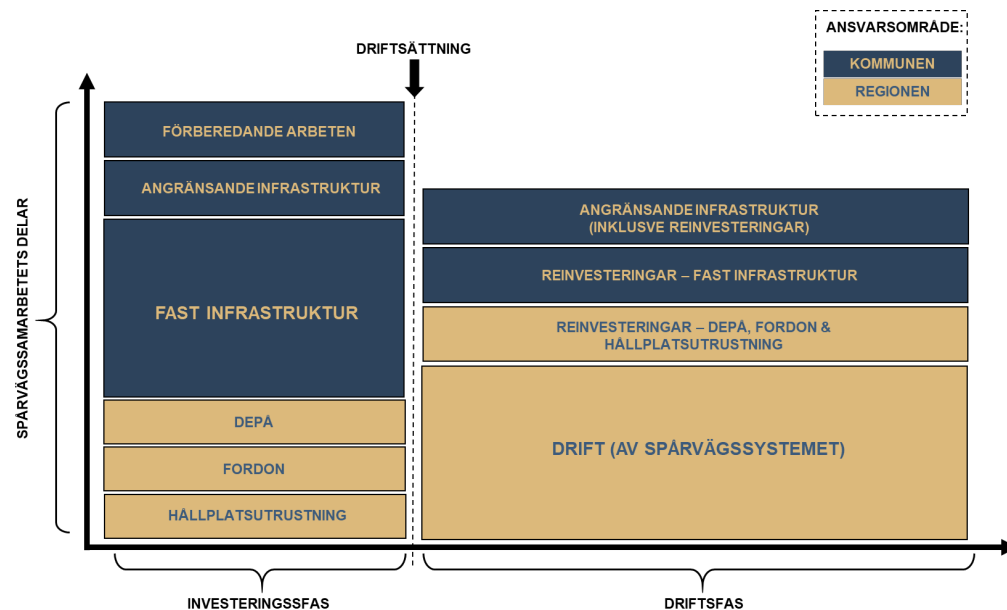 ANSVARSOMRÅDE:
KOMMUNEN
REGIONEN
DRIFTSÄTTNING
SPÅRVÄGSSAMARBETETS DELAR
FÖRBEREDANDE ARBETEN
ANGRÄNSANDE INFRASTRUKTUR
FAST INFRASTRUKTUR
DEPÅ
FORDON
HÅLLPLATSUTRUSTNING
ANGRÄNSANDE INFRASTRUKTUR
(INKLUSVE REINVESTERINGAR)
REINVESTERINGAR – FAST INFRASTRUKTUR
REINVESTERINGAR – DEPÅ, FORDON &
HÅLLPLATSUTRUSTNING
DRIFT (AV SPÅRVÄGSSYSTEMET)
INVESTERINGSSFAS
DRIFTSFAS